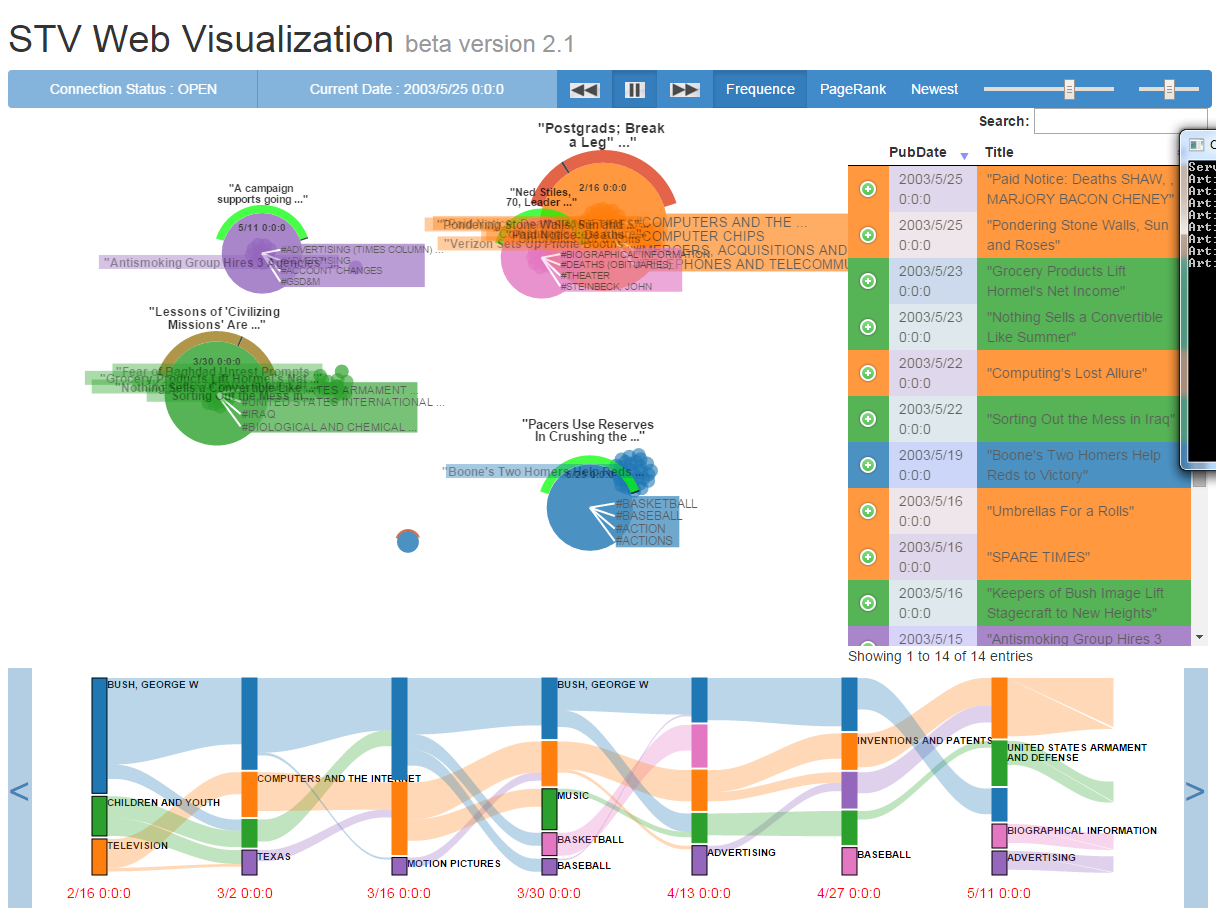 STV Web Visualization beta version 2.1
Connection Status : OPEN
Current Date : 2003/5/25 0:0:0
Frequence
PageRank
Newest
Search:
"Postgrads; Break
a Leg" ..."
2/16 0:0:0
"Ned Stiles,
70, Leader ..."
"A campaign
supports going ..."
5/11 0:0:0
#ADVERTISING (TIMES COLUMN) ...
#ADVERTISING
#ACCOUNT CHANGES
#GSD&M
"Antismoking Group Hires 3 Agencies"
"Pondering Stone Walls, Sun and ..."
"Paid Notice: Deaths
"Verizon Sets Up Phone Booths
#COMPUTERS AND THE ...
#COMPUTER CHIPS
#MERGERS, ACQUISITIONS AND
PHONES AND TELECOMMU
#BIOGRAPHICAL INFORMATION
#DEATHS (OBITUARIES)
#THEATER
#STEINBECK, JOHN
"Lessons of 'Civilizing
Missions' Are ..."
3/30 0:0:0
"Fear of Baghdad Unrest Prompts
"Grocery Products Lift Hormel's Net ..."
"Nothing Sells a Convertible Like
"Sorting Out the Mess in
ARMAMENT ...
#UNITED STATES INTERNATIONAL ...
#IRAQ
#BIOLOGICAL AND CHEMICAL ...
"Pacers Use Reserves
In Crushing the ..."
"Boone's Two Homers Help Reds ..."
#BASKETBALL
#BASEBALL
#ACTION
#ACTIONS
PubDate Title
2003/5/25 "Paid Notice: Deaths SHAW,
0:0:0 MARJORY BACON CHENEY"
2003/5/25 "Pondering Stone Walls, Sun
0:0:0 and Roses"
2003/5/23 "Grocery Products Lift
0:0:0 Hormel's Net Income"
2003/5/23 "Nothing Sells a Convertible
0:0:0 Like Summer"
2003/5/22
0:0:0 "Computing's Lost Allure"
2003/5/22
0:0:0 "Sorting Out the Mess in Iraq"
2003/5/19 "Boone's Two Homers Help
0:0:0 Reds to Victory"
2003/5/16
0:0:0 "Umbrellas For a Rolls"
2003/5/16
0:0:0 "SPARE TIMES"
2003/5/16 "Keepers of Bush Image Lift
0:0:0 Stagecraft to New Heights"
2003/5/15 "Antismoking Group Hires 3
Showing 1 to 14 of 14 entries
Serv
Arti
Arti
Arti
Arti
Arti
Arti
Arti
Arti
<
>
BUSH, GEORGE W
CHILDREN AND YOUTH
TELEVISION
COMPUTERS AND THE INTERNET
TEXAS
MOTION PICTURES
BUSH, GEORGE W
MUSIC
BASKETBALL
BASEBALL
ADVERTISING
INVENTIONS AND PATENTS
BASEBALL
UNITED STATES ARMAMENT
AND DEFENSE
BIOGRAPHICAL INFORMATION
ADVERTISING
2/16 0:0:0
3/2 0:0:0
3/16 0:0:0
3/30 0:0:0
4/13 0:0:0
4/27 0:0:0
5/11 0:0:0